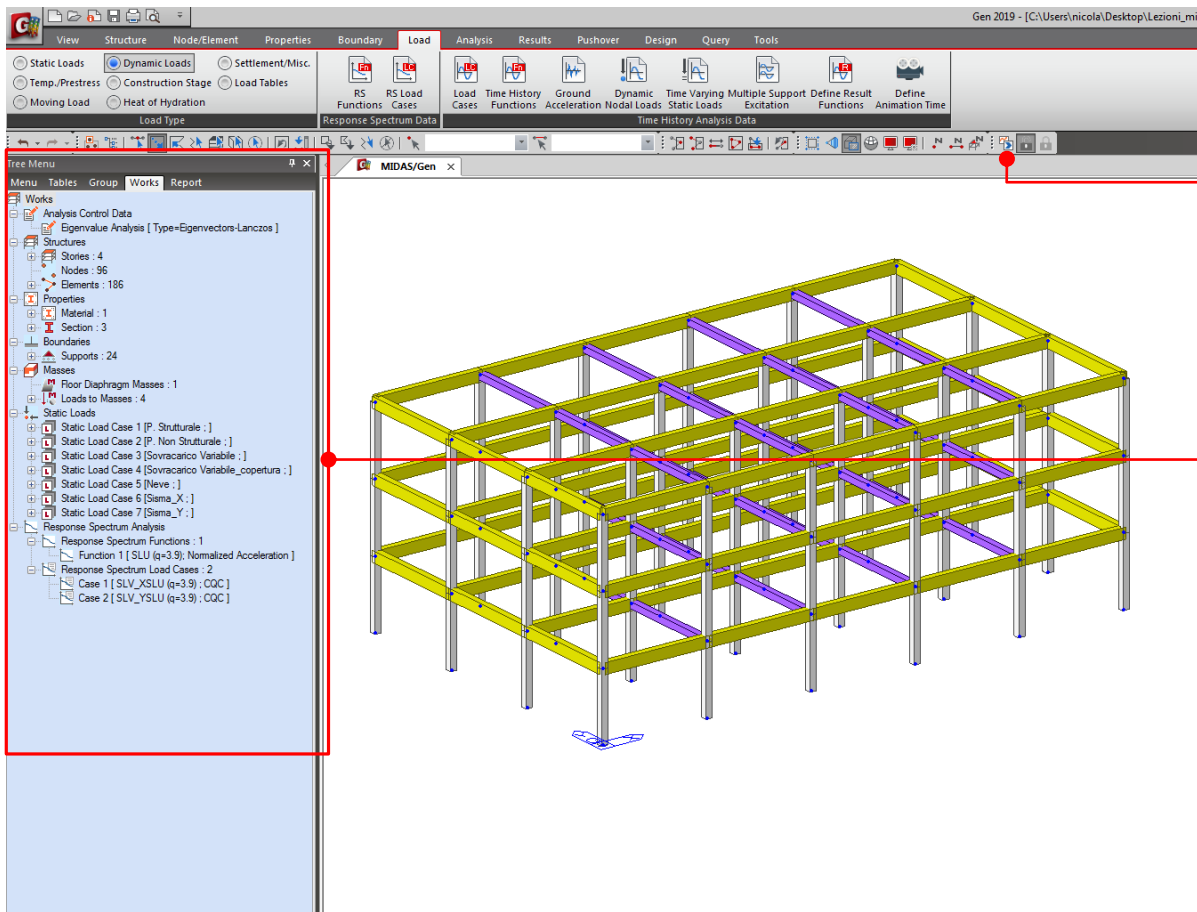 Gen 2019 - [C:\Users\nicola\Desktop\Lezioni_mi
View Structure Node/Element Properties Boundary Load Analysis Results Pushover Design Query Tools
Static Loads Dynamic Loads Settlement/Misc.
Temp./Prestress Construction Stage Load Tables
Moving Load Heat of Hydration
Load Type
RS Functions
RS Load Cases
Response Spectrum Data
Load Cases
Time History Functions
Ground Acceleration
Dynamic Nodal Loads
Time Varying Static Loads
Multiple Support Excitation
Define Result Functions
Define Animation Time
Time History Analysis Data
Tree Menu
Menu Tables Group Works Report
MIDAS/Gen
Works
Analysis Control Data
Eigenvalue Analysis [ Type=Eigenvectors-Lanczos ]
Structures
Stories : 4
Nodes : 96
Elements : 186
Properties
Material : 1
Section : 3
Boundaries
Supports : 24
Masses
Floor Diaphragm Masses : 1
Loads to Masses : 4
Static Loads
Static Load Case 1 [P. Strutturale ; ]
Static Load Case 2 [P. Non Strutturale ; ]
Static Load Case 3 [Sovracarico Variabile ; ]
Static Load Case 4 [Sovracarico Variabile_copertura ; ]
Static Load Case 5 [Neve ; ]
Static Load Case 6 [Sisma_X ; ]
Static Load Case 7 [Sisma_Y ; ]
Response Spectrum Analysis
Response Spectrum Functions : 1
Function 1 [ SLU (q=3.9); Normalized Acceleration ]
Response Spectrum Load Cases : 2
Case 1 [ SLV_XSLU (q=3.9) ; CQC ]
Case 2 [ SLV_YSLU (q=3.9) ; CQC ]